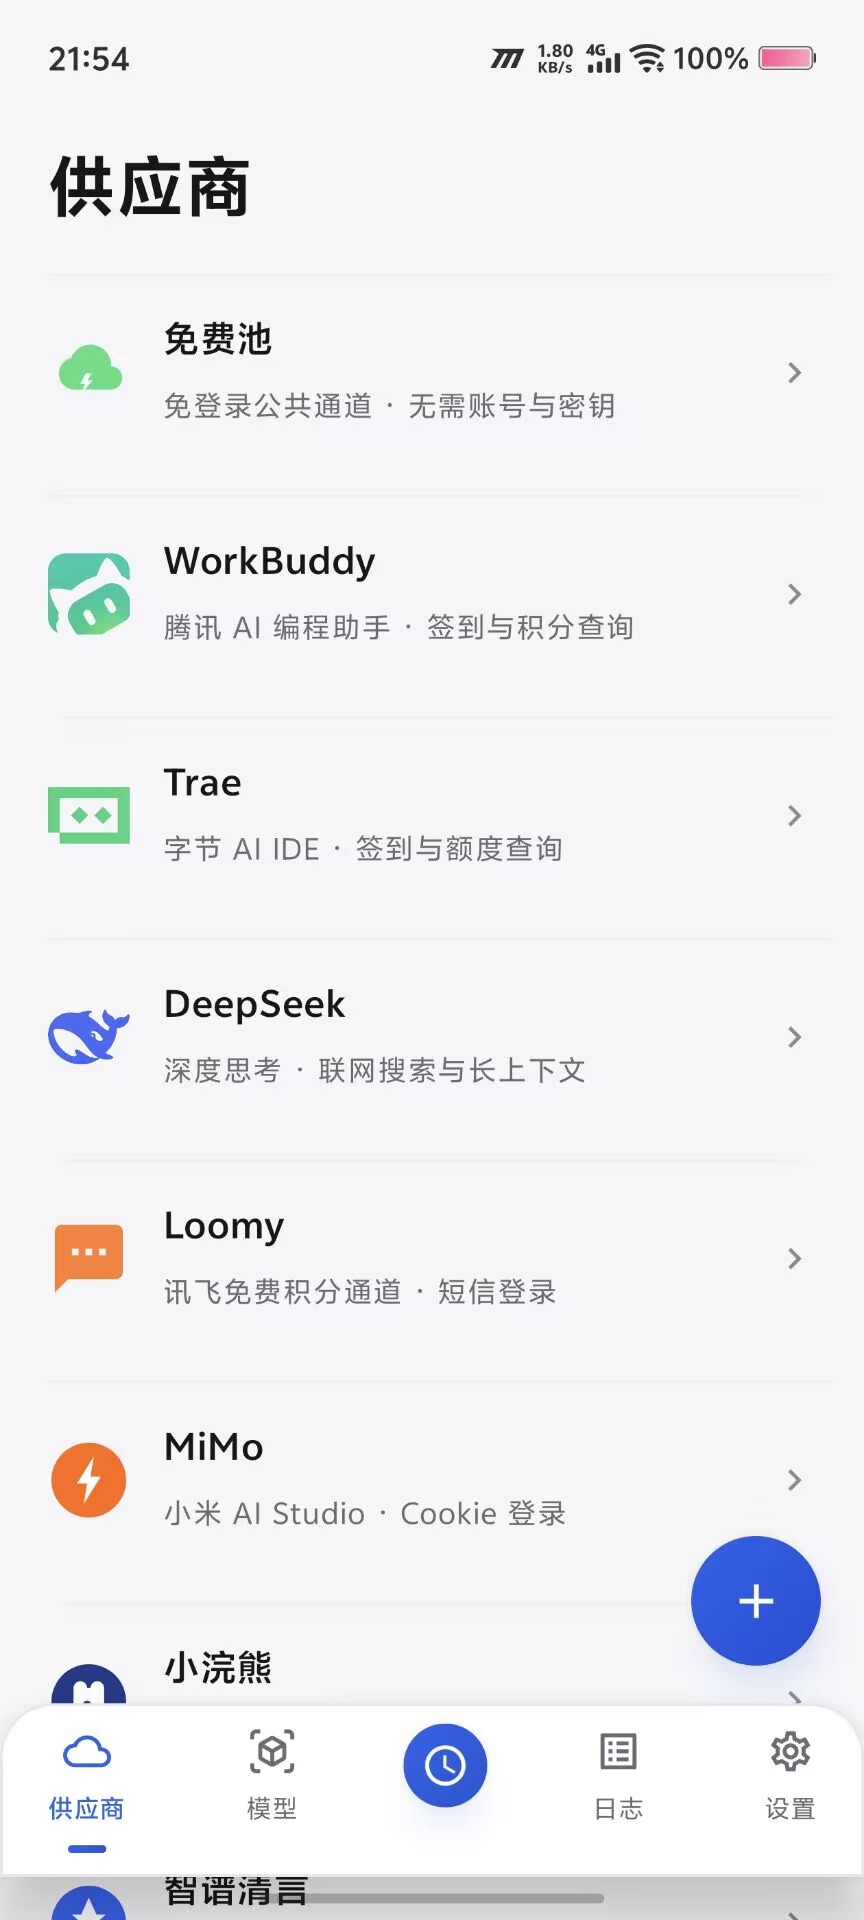 21:54
1.80
KB/s
4G
100%
供应商
免费池
免登录公共通道 · 无需账号与密钥
WorkBuddy
腾讯 AI 编程助手 · 签到与积分查询
Trae
字节 AI IDE · 签到与额度查询
DeepSeek
深度思考 · 联网搜索与长上下文
Loomy
讯飞免费积分通道 · 短信登录
MiMo
小米 AI Studio · Cookie 登录
小浣熊
供应商
模型
日志
设置
智谱清言